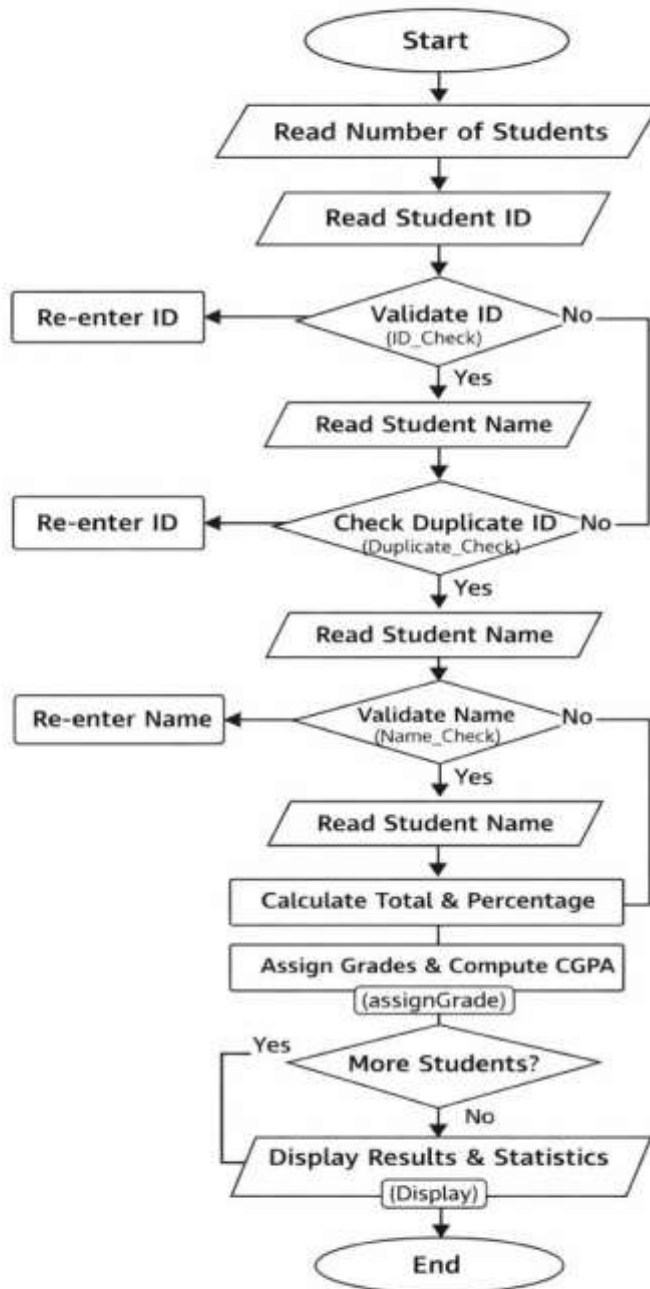 Start
Read Number of Students
Read Student ID
Re-enter ID
Validate ID
(ID_Check)
No
Yes
Read Student Name
Re-enter ID
Check Duplicate ID
(Duplicate_Check)
No
Yes
Read Student Name
Re-enter Name
Validate Name
(Name_Check)
No
Yes
Read Student Name
Calculate Total & Percentage
Assign Grades & Compute CGPA
(assignGrade)
Yes
More Students?
No
Display Results & Statistics
(Display)
End